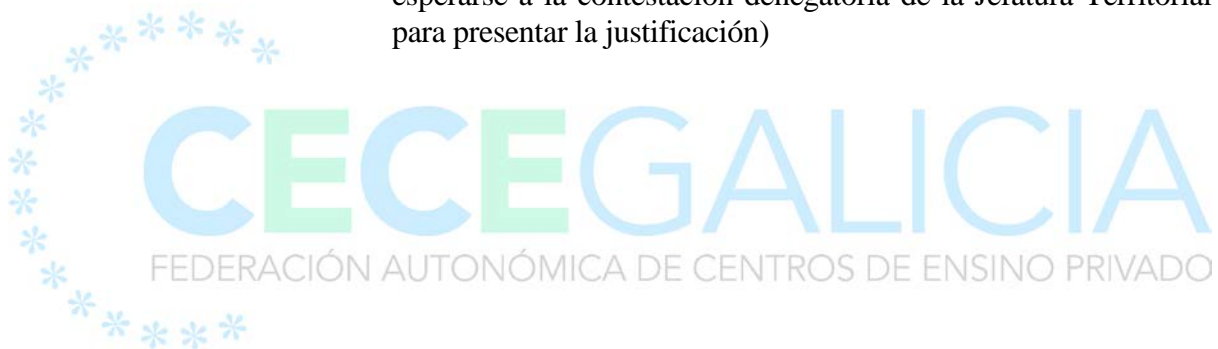 esperarse a la contestación denegatoria de la Jefatura Territorial
para presentar la justificación)
CECEGALICIA
FEDERACIÓN AUTONÓMICA DE CENTROS DE ENSINO PRIVADO